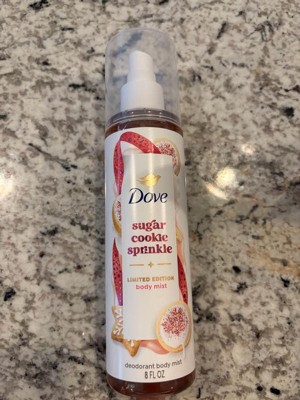 Dove
sugar
cookie
sprinkle
LIMITED EDITION
body mist
deodorant body mist
8 FL OZ